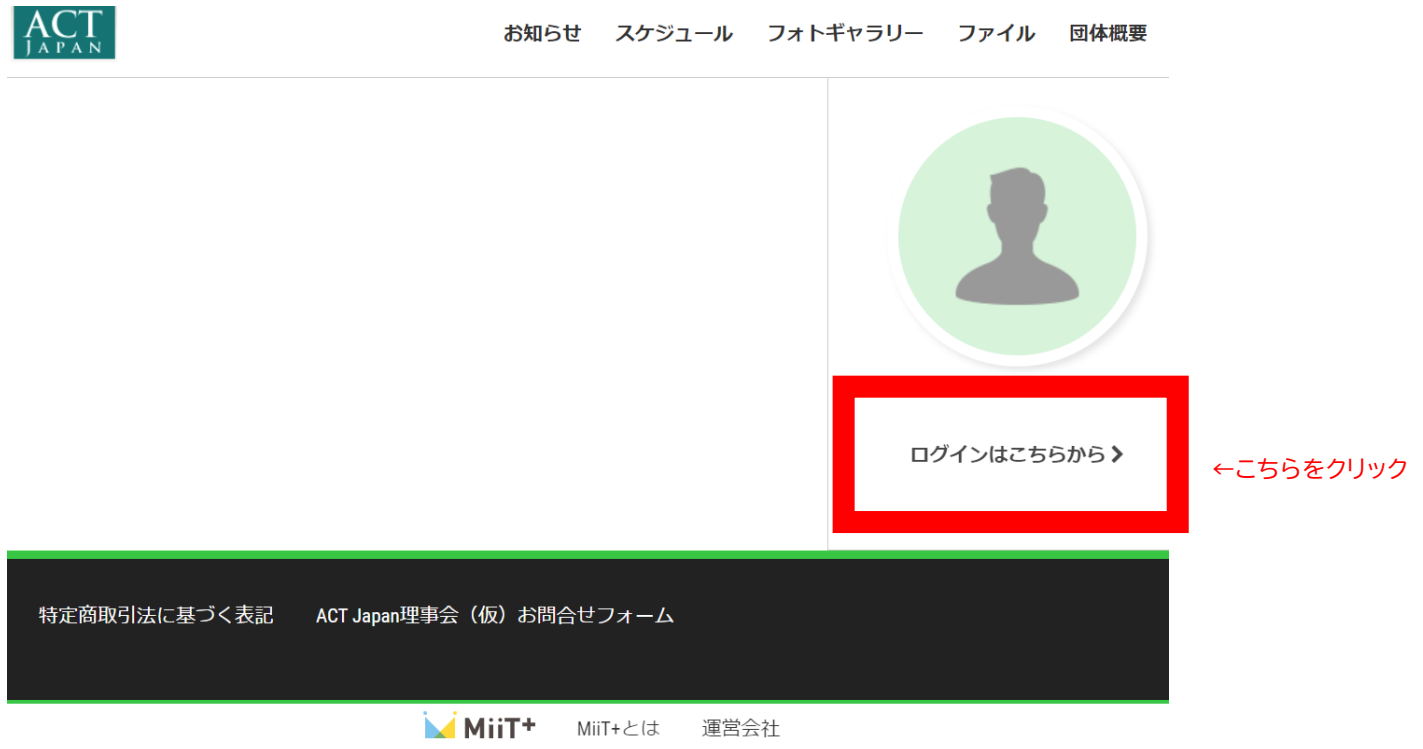 ACT
JAPAN
お知らせ スケジュール フォトギャラリー ファイル 団体概要
ログインはこちらから
←こちらをクリック
特定商取引法に基づく表記 ACT Japan理事会（仮）お問合せフォーム
MiiT+ MiiT+とは 運営会社